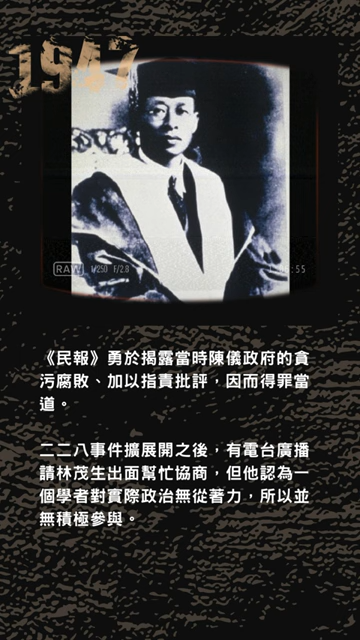 1947
RAW 1/250 F/2.8 :55
《民報》勇於揭露當時陳儀政府的貪
污腐敗、加以指責批評，因而得罪當
道。
二二八事件擴展開之後，有電台廣播
請林茂生出面幫忙協商，但他認為一
個學者對實際政治無從著力，所以並
無積極參與。